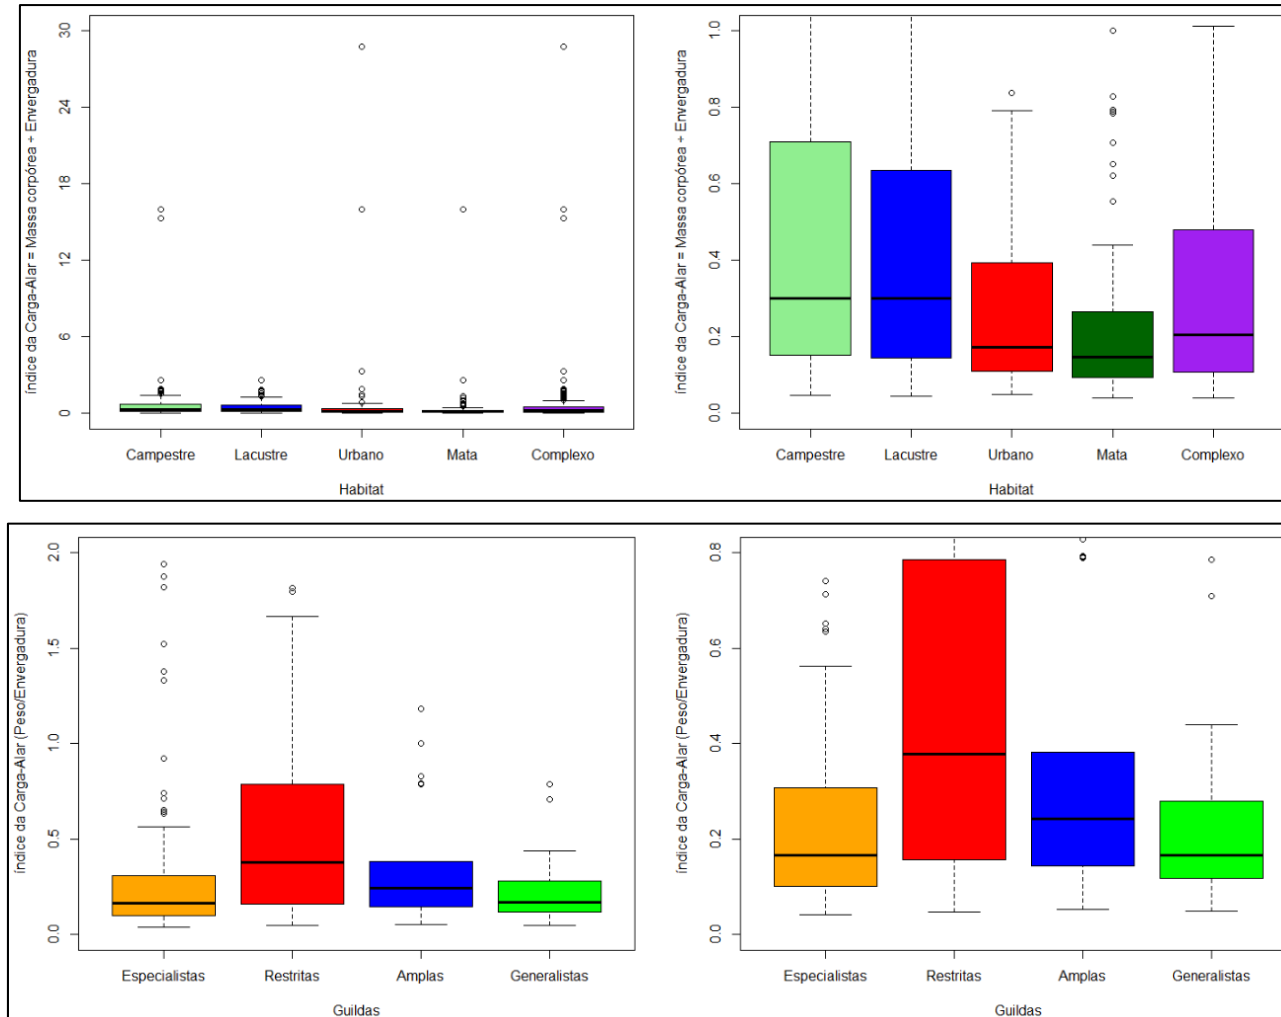 Índice da Carga-Alar = Massa corpórea + Envergadura
30
24
18
12
6
0
Campestre Lacustre Urbano Mata Complexo
Habitat
Índice da Carga-Alar = Massa corpórea + Envergadura
1.0
0.8
0.6
0.4
0.2
0.0
Campestre Lacustre Urbano Mata Complexo
Habitat
Índice da Carga-Alar (Peso/Envergadura)
2.0
1.5
1.0
0.5
0.0
Especialistas Restritas Amplas Generalistas
Guildas
Índice da Carga-Alar (Peso/Envergadura)
0.8
0.6
0.4
0.2
0.0
Especialistas Restritas Amplas Generalistas
Guildas